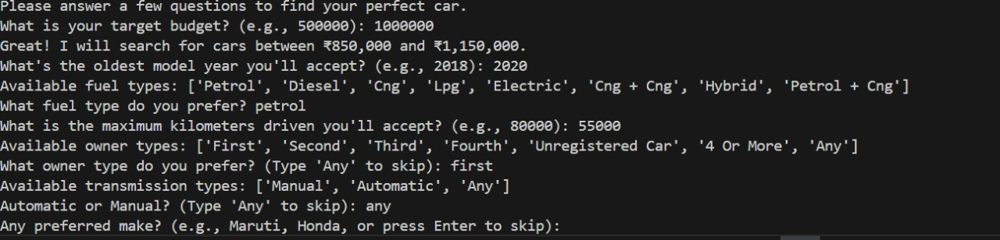 Please answer a few questions to find your perfect car.
What is your target budget? (e.g., 500000): 1000000
Great! I will search for cars between ₹850,000 and ₹1,150,000.
What's the oldest model year you'll accept? (e.g., 2018): 2020
Available fuel types: ['Petrol', 'Diesel', 'Cng', 'Lpg', 'Electric', 'Cng + Cng', 'Hybrid', 'Petrol + Cng']
What fuel type do you prefer? petrol
What is the maximum kilometers driven you'll accept? (e.g., 80000): 55000
Available owner types: ['First', 'Second', 'Third', 'Fourth', 'Unregistered Car', '4 Or More', 'Any']
What owner type do you prefer? (Type 'Any' to skip): first
Available transmission types: ['Manual', 'Automatic', 'Any']
Automatic or Manual? (Type 'Any' to skip): any
Any preferred make? (e.g., Maruti, Honda, or press Enter to skip):